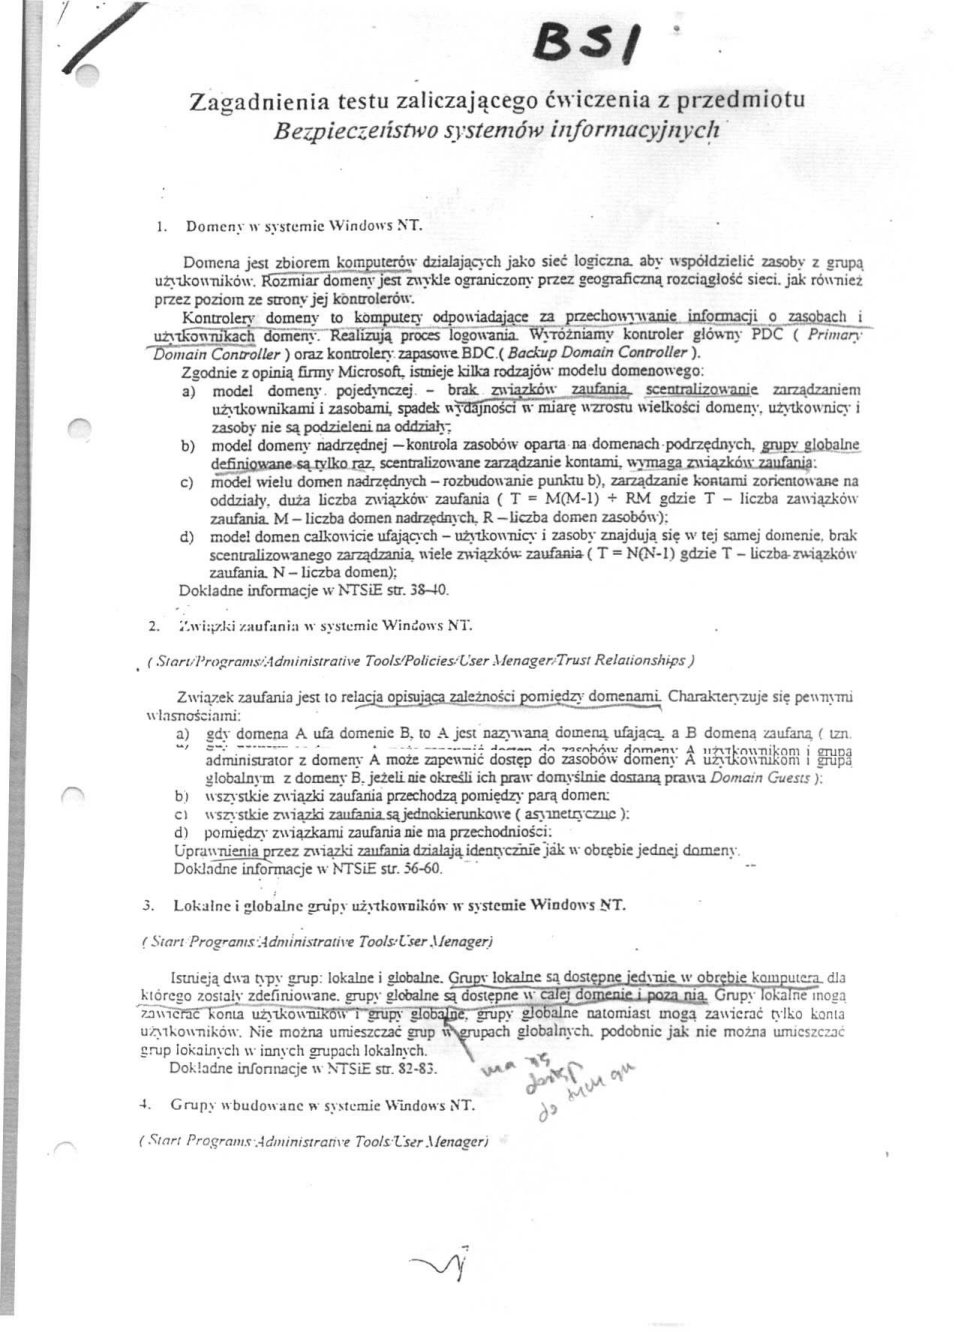 BSI
Zagadnienia testu zaliczającego ćwiczenia z przedmiotu
Bezpieczeństwo systemów informacyjnych
1. Domeny w systemie Windows NT.
Domena jest zbiorem komputerów działających jako sieć logiczna, aby współdzielić zasoby z grupą
użytkowników. Rozmiar domeny jest zwykle ograniczony przez geograficzną rozciągłość sieci, jak również
przez poziom ze strony jej kontrolerów.
Kontrolery domeny to komputery odpowiadające za przechowywanie informacji o zasobach i
użytkownikach domeny. Realizują proces logowania. Wyróżniamy kontroler główny PDC ( Primary
Domain Controller ) oraz kontrolery zapasowe BDC ( Backup Domain Controller ).
Zgodnie z opinią firmy Microsoft, istnieje kilka rodzajów modelu domenowego:
a) model domeny pojedynczej - brak związków zaufania, scentralizowanie zarządzaniem
użytkownikami i zasobami, spadek wydajności w miarę wzrostu wielkości domeny, użytkownicy i
zasoby nie są podzieleni na oddziały;
b) model domeny nadrzędnej – kontrola zasobów oparta na domenach podrzędnych, grupy globalne
definiowane są tylko raz, scentralizowane zarządzanie kontami, wymaga związków zaufania;
c) model wielu domen nadrzędnych – rozbudowanie punktu b), zarządzanie kontami zorientowane na
oddziały, duża liczba związków zaufania ( T = M(M-1) + RM gdzie T – liczba zawiązków
zaufania, M – liczba domen nadrzędnych, R – liczba domen zasobów);
d) model domen całkowicie ufających – użytkownicy i zasoby znajdują się w tej samej domenie, brak
scentralizowanego zarządzania, wiele związków zaufania ( T = N(N-1) gdzie T – liczba związków
zaufania, N – liczba domen);
Dokładne informacje w NTSiE str. 38-40.
2. Związki zaufania w systemie Windows NT.
( Start/Programs/Administrative Tools/Policies/User Menager/Trust Relationships )
Związek zaufania jest to relacja opisująca zależności pomiędzy domenami. Charakteryzuje się pewnymi
własnościami:
a) gdy domena A ufa domenie B, to A jest nazywaną domeną ufającą, a B domeną zaufaną ( tzn.
administrator z domeny A może zapewnić dostęp do zasobów domeny A użytkownikom i grupą
globalnym z domeny B, jeżeli nie określi ich praw domyślnie dostaną prawa Domain Guests );
b) wszystkie związki zaufania przechodzą pomiędzy parą domen;
c) wszystkie związki zaufania są jednokierunkowe ( asymetryczne );
d) pomiędzy związkami zaufania nie ma przechodniości;
Uprawnienia przez związki zaufania działają identycznie jak w obrębie jednej domeny.
Dokładne informacje w NTSiE str. 56-60.
3. Lokalne i globalne grupy użytkowników w systemie Windows NT.
( Start/Programs/Administrative Tools/User Menager)
Istnieją dwa typy grup: lokalne i globalne. Grupy lokalne są dostępne jedynie w obrębie komputera, dla
którego zostały zdefiniowane, grupy globalne są dostępne w całej domenie i poza nią. Grupy lokalne mogą
zawierać konta użytkowników i grupy globalne, grupy globalne natomiast mogą zawierać tylko konta
użytkowników. Nie można umieszczać grup w grupach globalnych, podobnie jak nie można umieszczać
grup lokalnych w innych grupach lokalnych.
Dokładne informacje w NTSiE str. 82-83.
ma się
dostęp
do
4. Grupy wbudowane w systemie Windows NT.
( Start/Programs/Administrative Tools/User Menager)